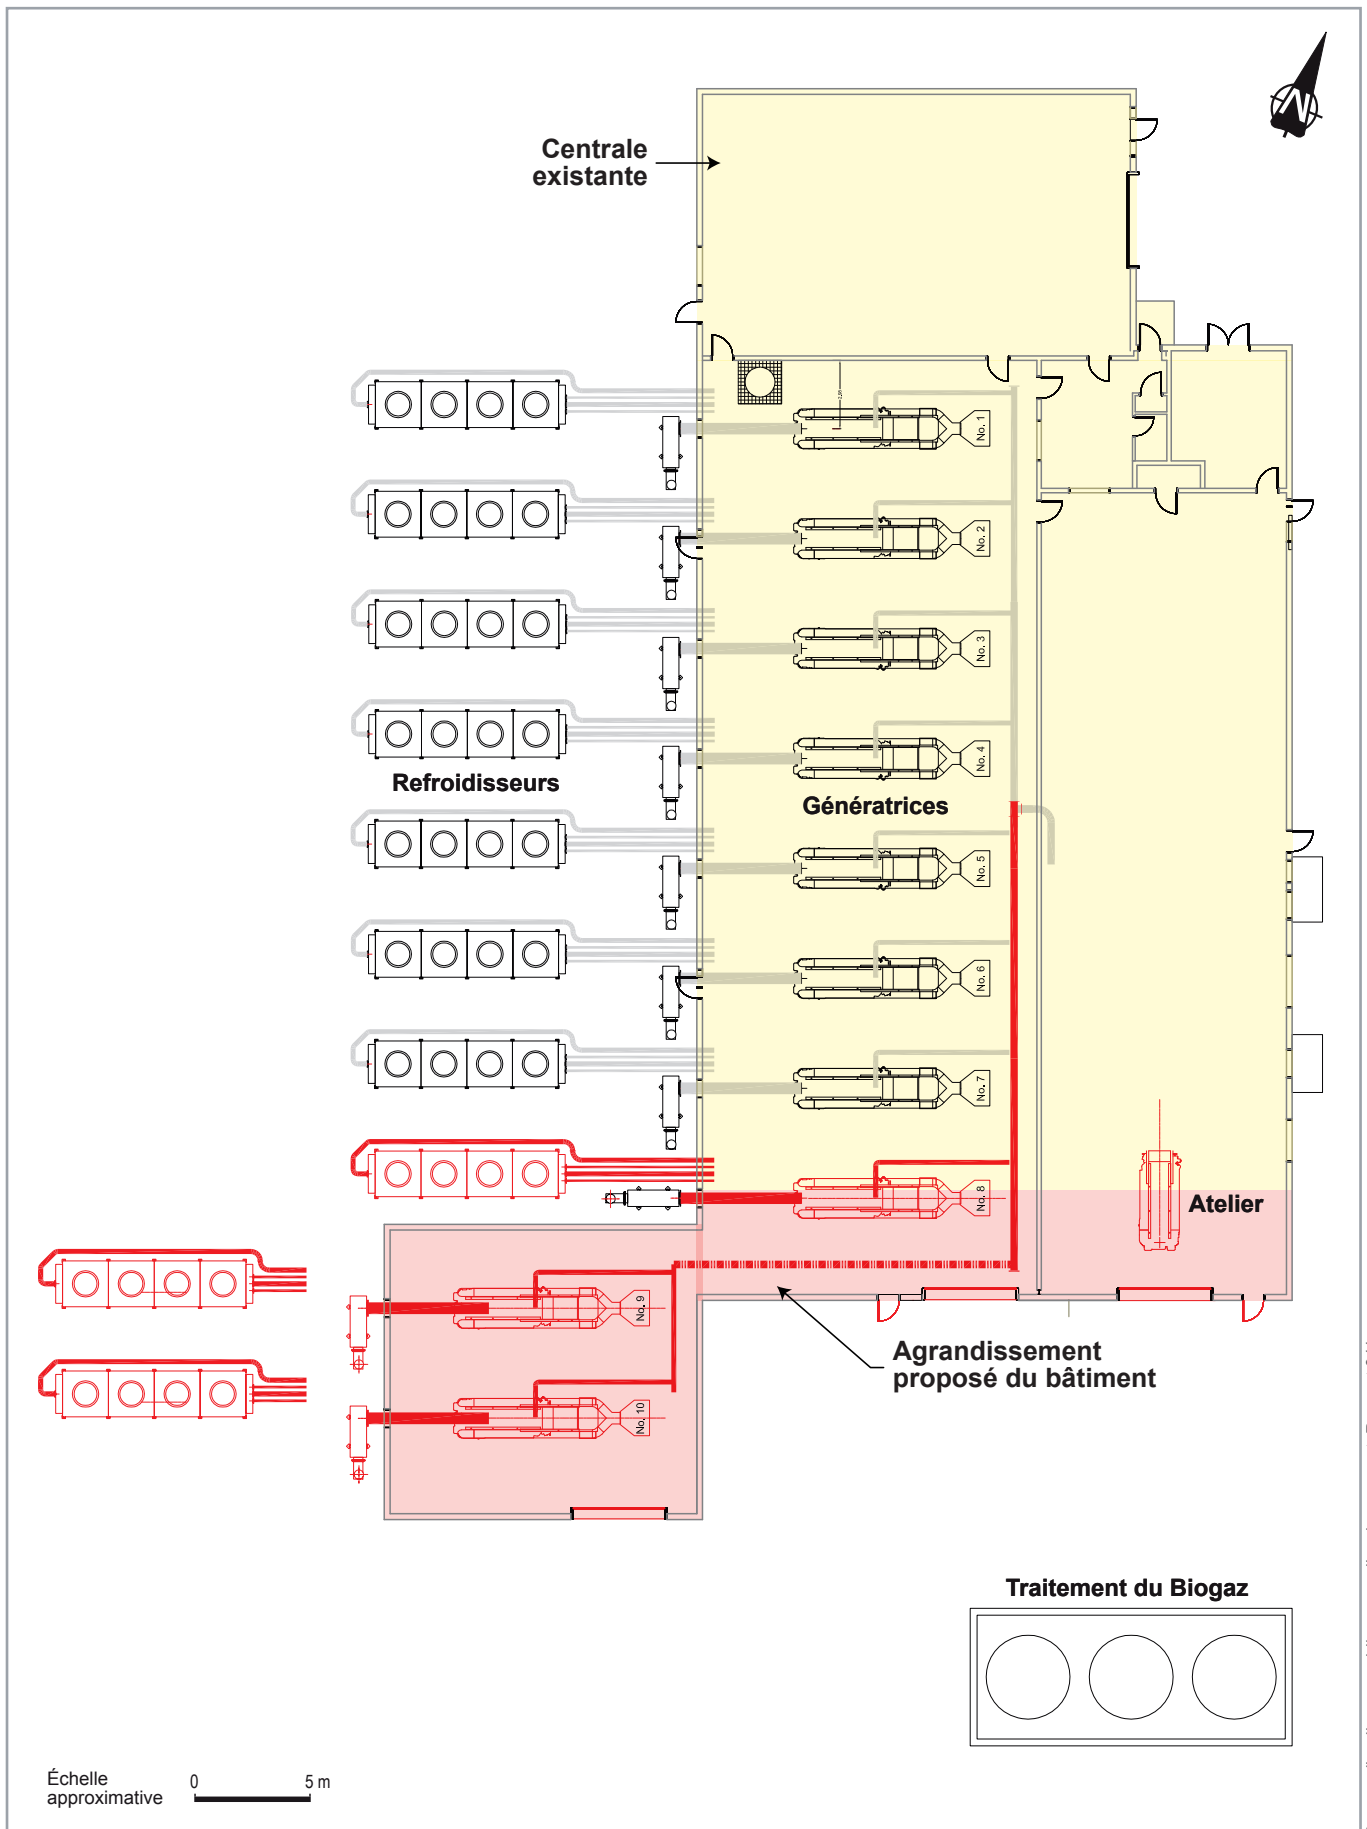 N
Centrale
existante
No. 1
No. 2
No. 3
No. 4
Refroidisseurs
Génératrices
No. 5
No. 6
No. 7
No. 8
Atelier
No. 9
Agrandissement
proposé du bâtiment
No. 10
Traitement du Biogaz
Échelle
approximative
0 5 m